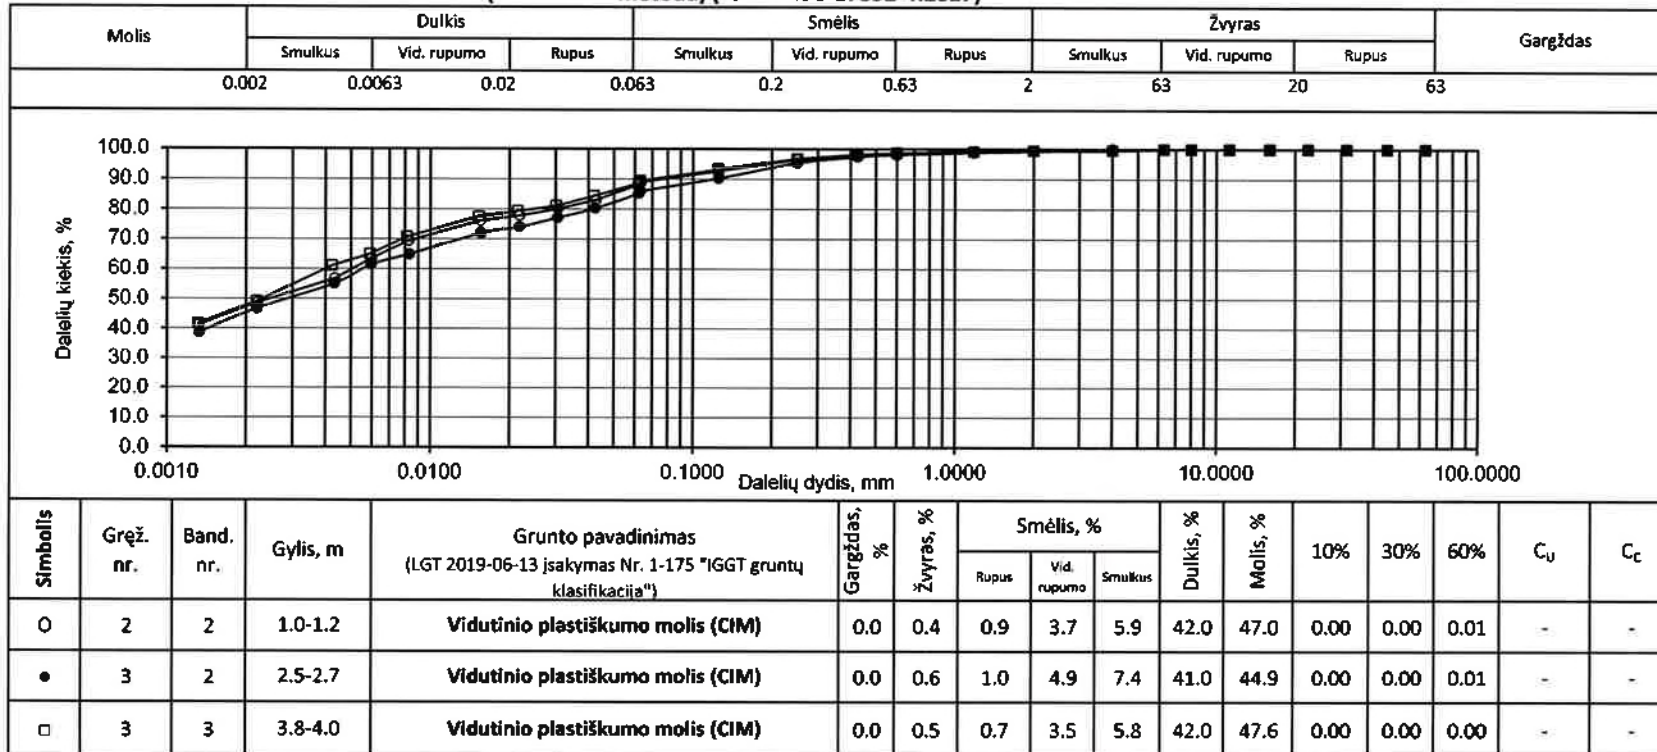 Molis Dulkis Smėlis Žvyras Gargždas
Smulkus Vid. rupumo Rupus Smulkus Vid. rupumo Rupus Smulkus Vid. rupumo Rupus
0.002 0.0063 0.02 0.063 0.2 0.63 2 63 20 63
Dalelių kiekis, %
100.0
90.0
80.0
70.0
60.0
50.0
40.0
30.0
20.0
10.0
0.0
0.0010 0.0100 0.1000 1.0000 10.0000 100.0000
Dalelių dydis, mm
Simbolis Gręž. nr. Band. nr. Gylis, m Grunto pavadinimas Gargždas, % Žvyras, % Smėlis, % Dulkis, % Molis, % 10% 30% 60% Cu Cc
(LGT 2019-06-13 įsakymas Nr. 1-175 "IGGT gruntų
klasifikacija")
Rupus Vid. rupumo Smulkus
O 2 2 1.0-1.2 Vidutinio plastiškumo molis (CIM) 0.0 0.4 0.9 3.7 5.9 42.0 47.0 0.00 0.00 0.01 - -
● 3 2 2.5-2.7 Vidutinio plastiškumo molis (CIM) 0.0 0.6 1.0 4.9 7.4 41.0 44.9 0.00 0.00 0.01 - -
□ 3 3 3.8-4.0 Vidutinio plastiškumo molis (CIM) 0.0 0.5 0.7 3.5 5.8 42.0 47.6 0.00 0.00 0.00 - -